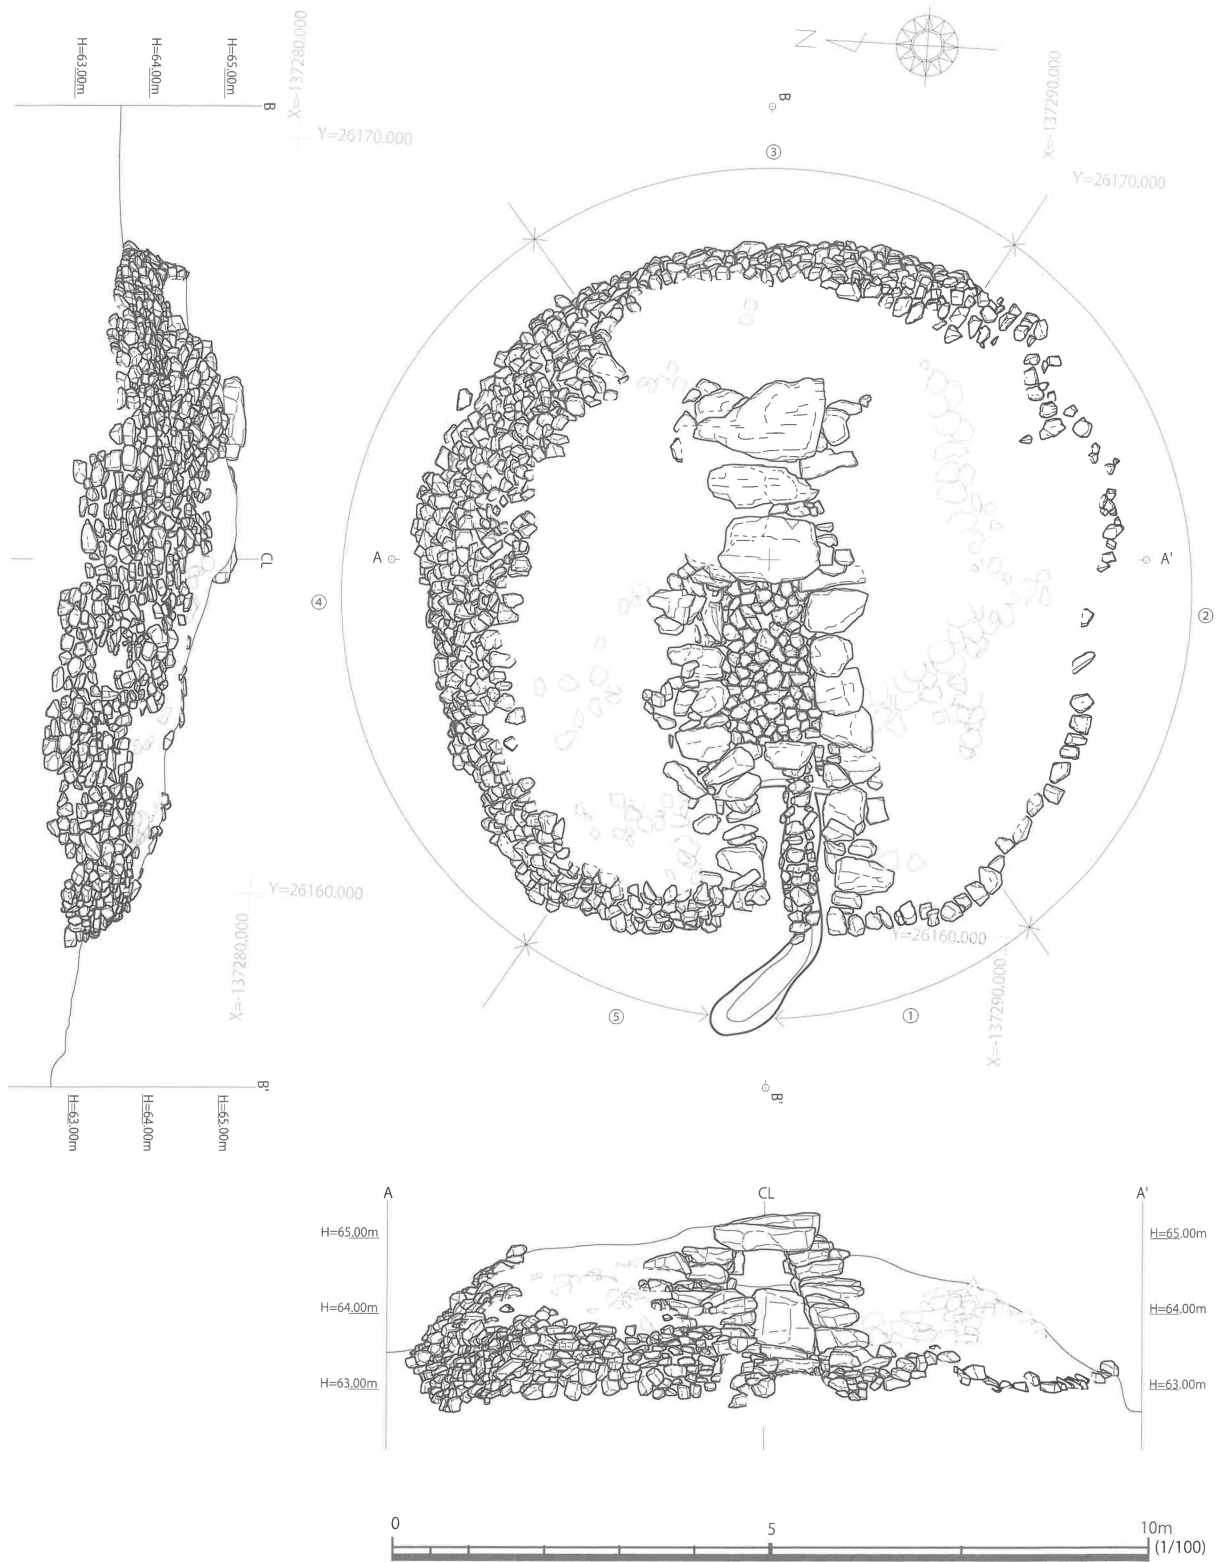 H=63.00m
H=64.00m
H=65.00m
X=-137280.000
B
Y=26170.000
N
B
③
X=-137290.000
Y=26170.000
CL
A
A'
④
②
Y=26160.000
X=-137280.000
Y=26160.000
X=-137290.000
⑤
①
B'
B'
H=63.00m
H=64.00m
H=65.00m
A
CL
A'
H=65.00m
H=65.00m
H=64.00m
H=64.00m
H=63.00m
H=63.00m
0
5
10m
(1/100)